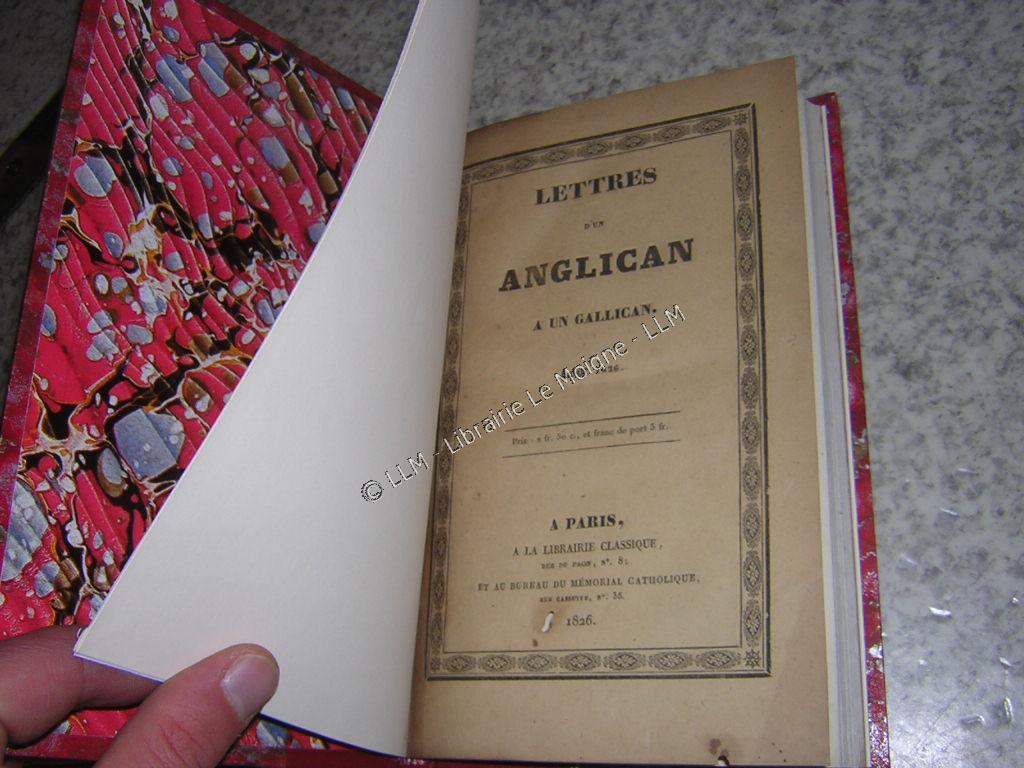 LETTRES
D'UN
ANGLICAN
A UN GALLICAN.
Prix : 2 fr. 50 c., et franc de port 3 fr.
A PARIS,
A LA LIBRAIRIE CLASSIQUE,
RUE DU PAON, N°. 8;
ET AU BUREAU DU MÉMORIAL CATHOLIQUE,
RUE CASSETTE, N°. 35.
1826.
© LLM - Librairie Le Moigne - LLM